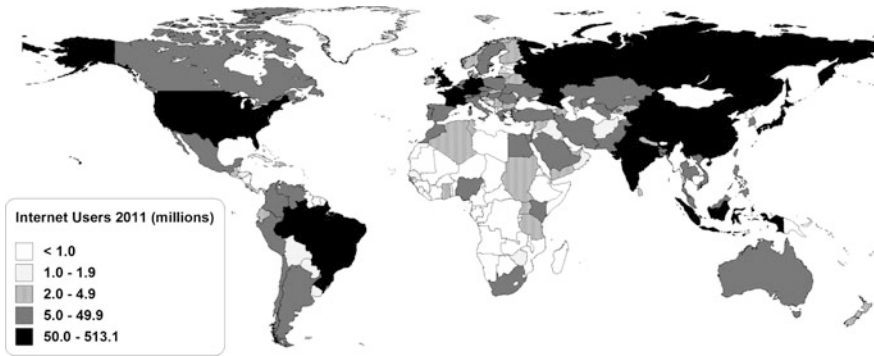 Internet Users 2011 (millions)
< 1.0
1.0 - 1.9
2.0 - 4.9
5.0 - 49.9
50.0 - 513.1